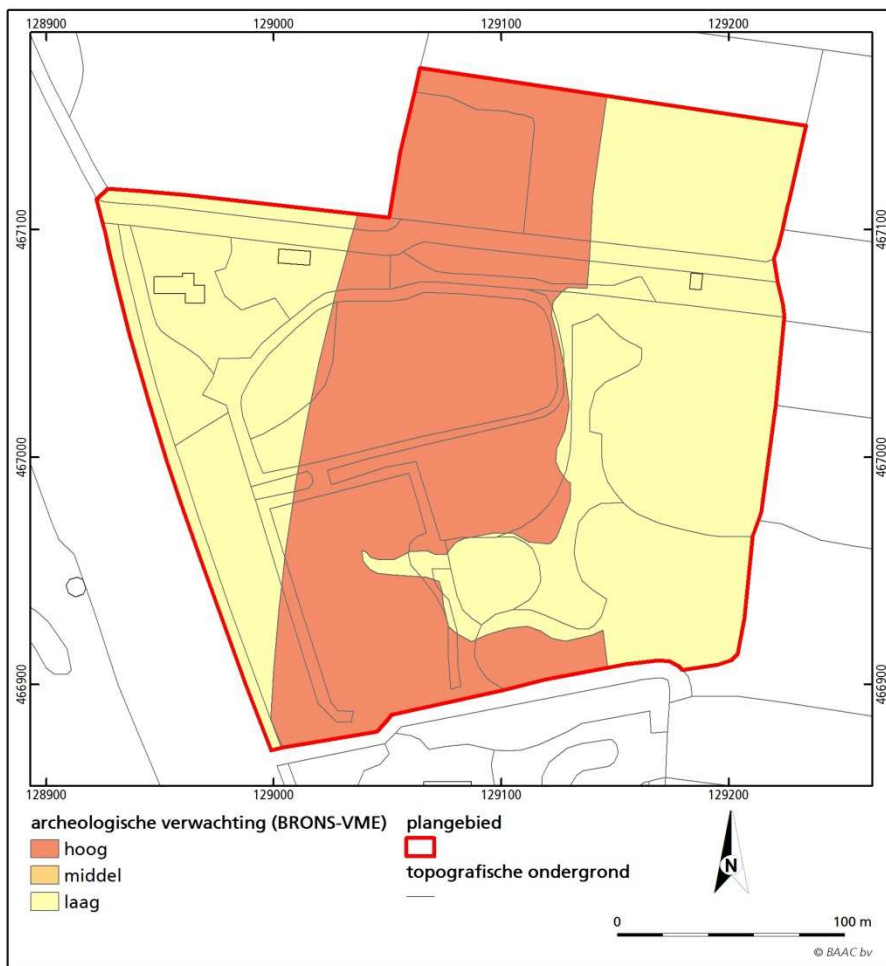 128900 129000 129100 129200
467100 467100
467000 467000
466900 466900
128900 129000 129100 129200
archeologische verwachting (BRONS-VME) plangebied
hoog
middel topografische ondergrond
laag
N
0 100 m
© BAAC bv